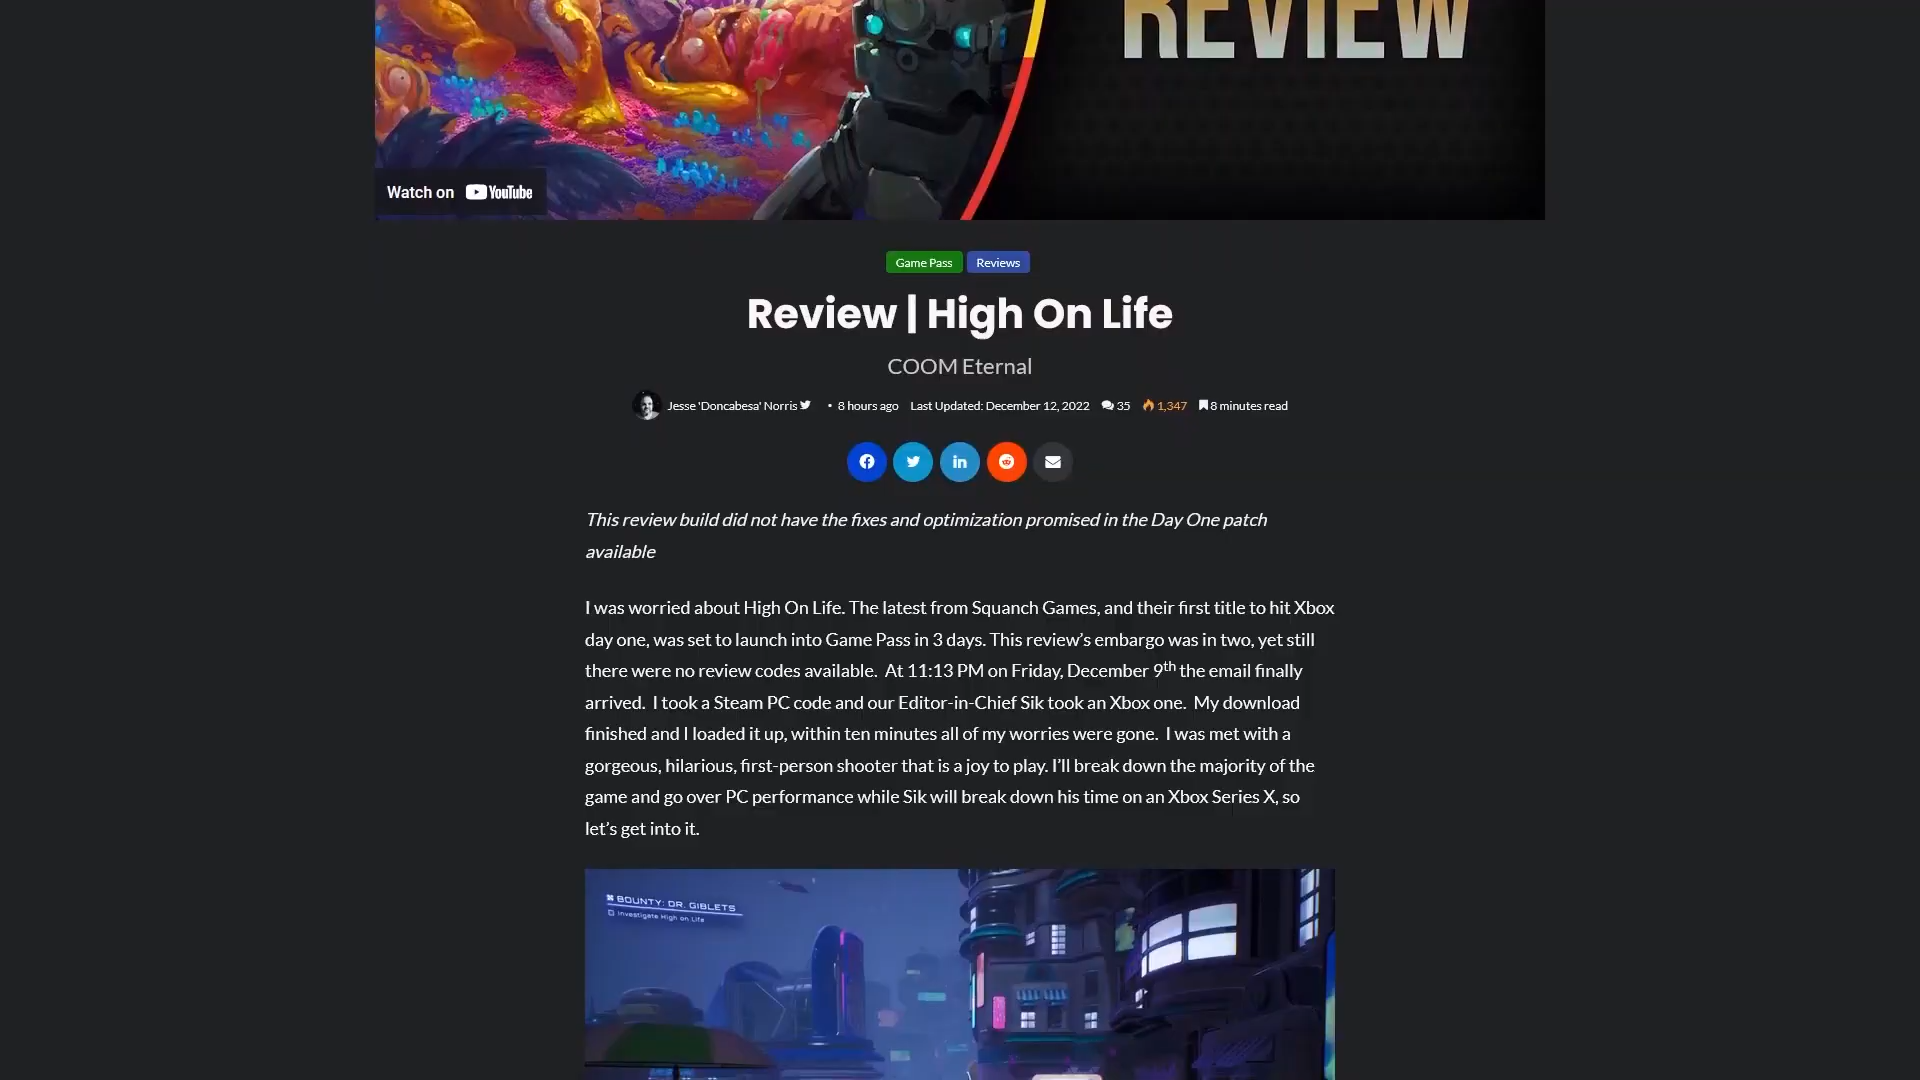 REVIEW
Watch on YouTube
Game Pass Reviews
Review | High On Life
COOM Eternal
Jesse 'Doncabesa' Norris • 8 hours ago Last Updated: December 12, 2022 35 1,347 8 minutes read
This review build did not have the fixes and optimization promised in the Day One patch
available
I was worried about High On Life. The latest from Squanch Games, and their first title to hit Xbox
day one, was set to launch into Game Pass in 3 days. This review’s embargo was in two, yet still
there were no review codes available. At 11:13 PM on Friday, December 9th the email finally
arrived. I took a Steam PC code and our Editor-in-Chief Sik took an Xbox one. My download
finished and I loaded it up, within ten minutes all of my worries were gone. I was met with a
gorgeous, hilarious, first-person shooter that is a joy to play. I’ll break down the majority of the
game and go over PC performance while Sik will break down his time on an Xbox Series X, so
let’s get into it.
BOUNTY: DR. GIBLETS
Investigate High on Life